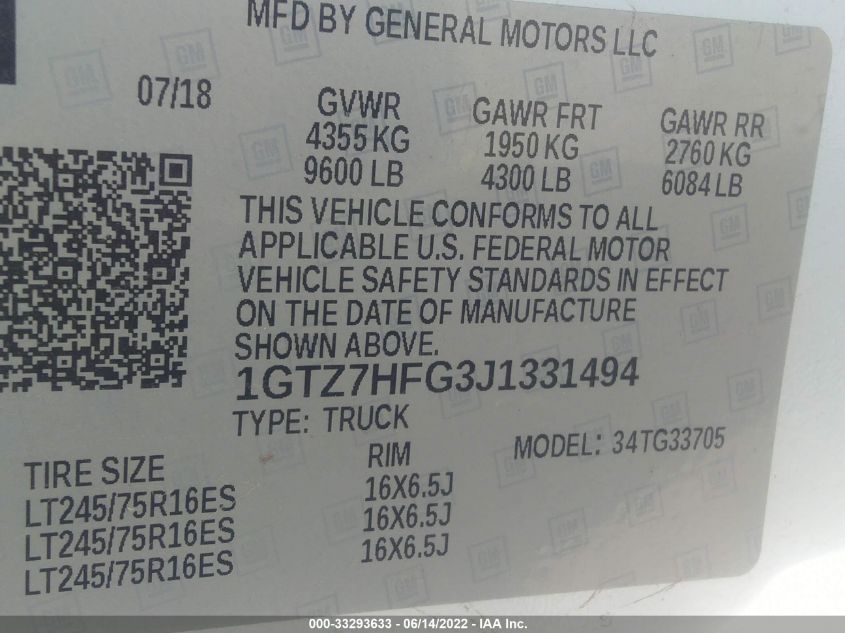 MFD BY GENERAL MOTORS LLC
07/18
GVWR GAWR FRT GAWR RR
4355 KG 1950 KG 2760 KG
9600 LB 4300 LB 6084 LB
THIS VEHICLE CONFORMS TO ALL
APPLICABLE U.S. FEDERAL MOTOR
VEHICLE SAFETY STANDARDS IN EFFECT
ON THE DATE OF MANUFACTURE
SHOWN ABOVE.
1GTZ7HFG3J1331494
TYPE: TRUCK
MODEL: 34TG33705
TIRE SIZE RIM
LT245/75R16ES 16X6.5J
LT245/75R16ES 16X6.5J
LT245/75R16ES 16X6.5J
000-33293633 - 06/14/2022 - IAAI Inc.